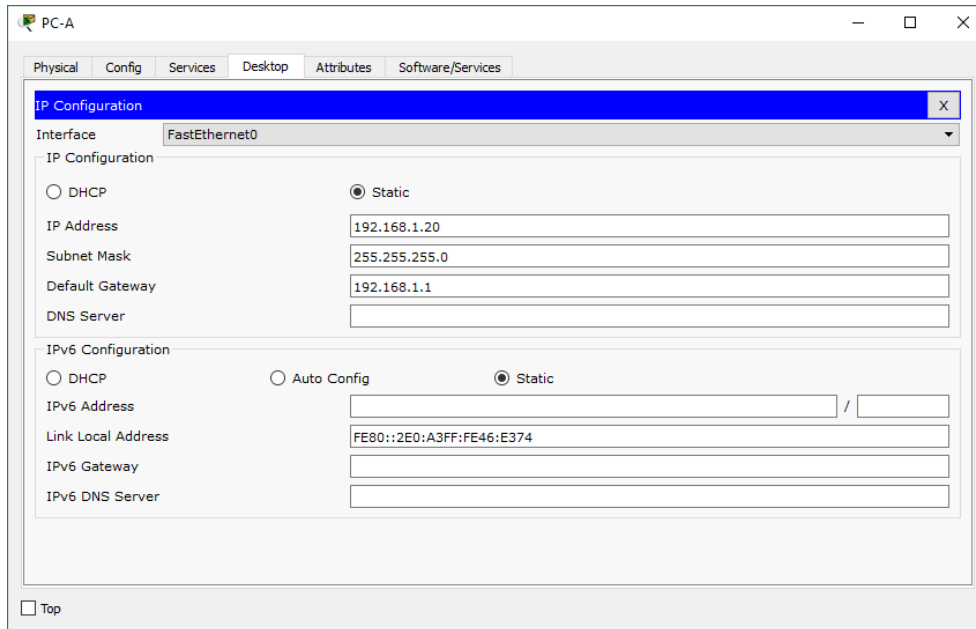 PC-A
Physical Config Services Desktop Attributes Software/Services
IP Configuration X
Interface FastEthernet0
IP Configuration
DHCP Static
IP Address 192.168.1.20
Subnet Mask 255.255.255.0
Default Gateway 192.168.1.1
DNS Server
IPv6 Configuration
DHCP Auto Config Static
IPv6 Address /
Link Local Address FE80::2E0:A3FF:FE46:E374
IPv6 Gateway
IPv6 DNS Server
Top